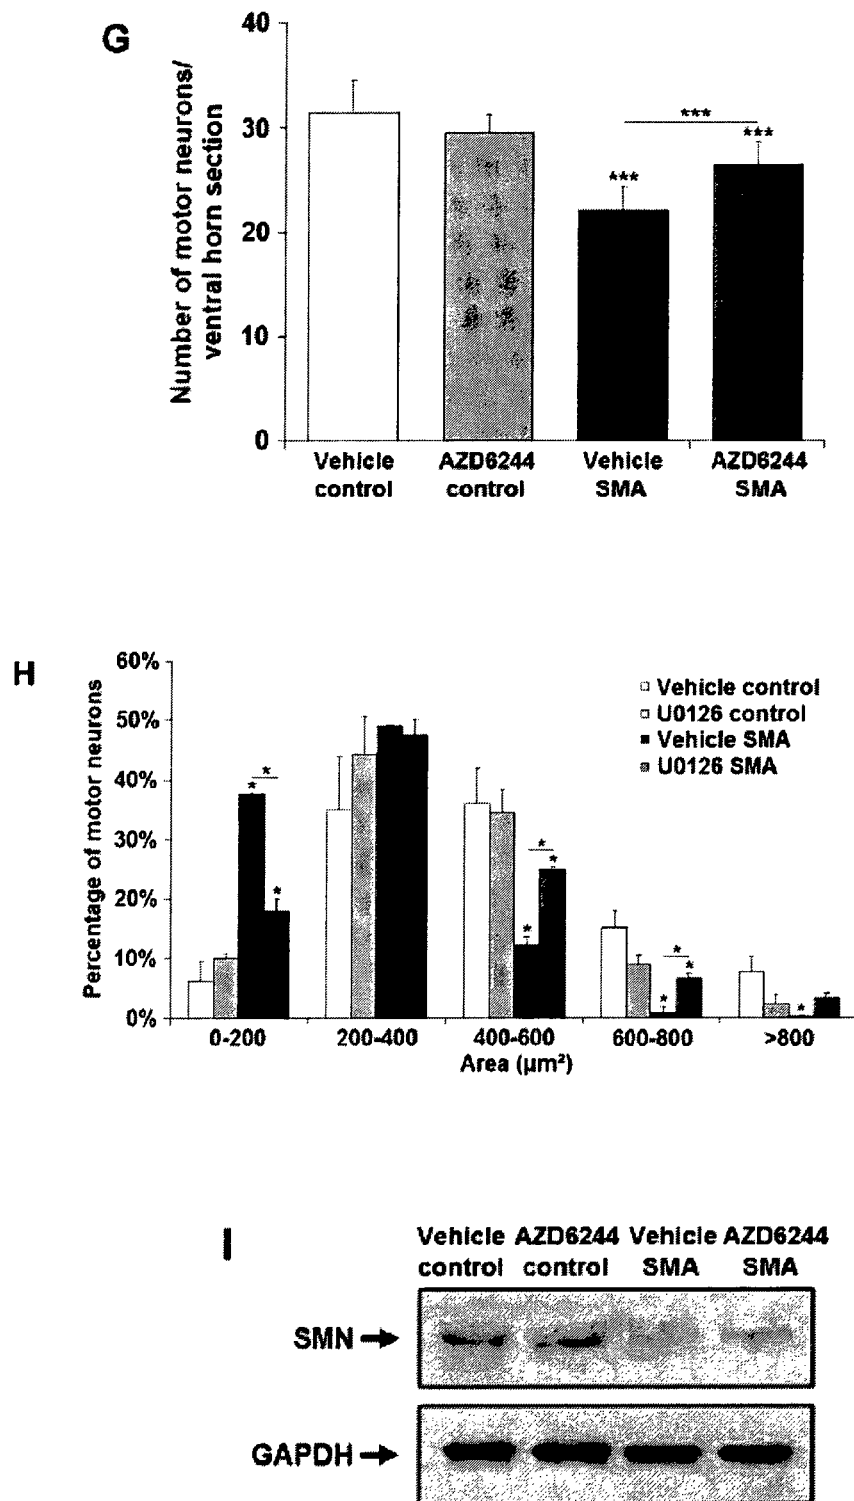 G
Number of motor neurons/
ventral horn section
40
30
20
10
0
***
***
***
Vehicle
control
AZD6244
control
Vehicle
SMA
AZD6244
SMA
H
Percentage of motor neurons
60%
50%
40%
30%
20%
10%
0%
Vehicle control
U0126 control
Vehicle SMA
U0126 SMA
*
*
*
*
*
*
*
*
*
*
0-200
200-400
400-600
600-800
>800
Area (µm²)
I
Vehicle AZD6244 Vehicle AZD6244
control control SMA SMA
SMN
GAPDH